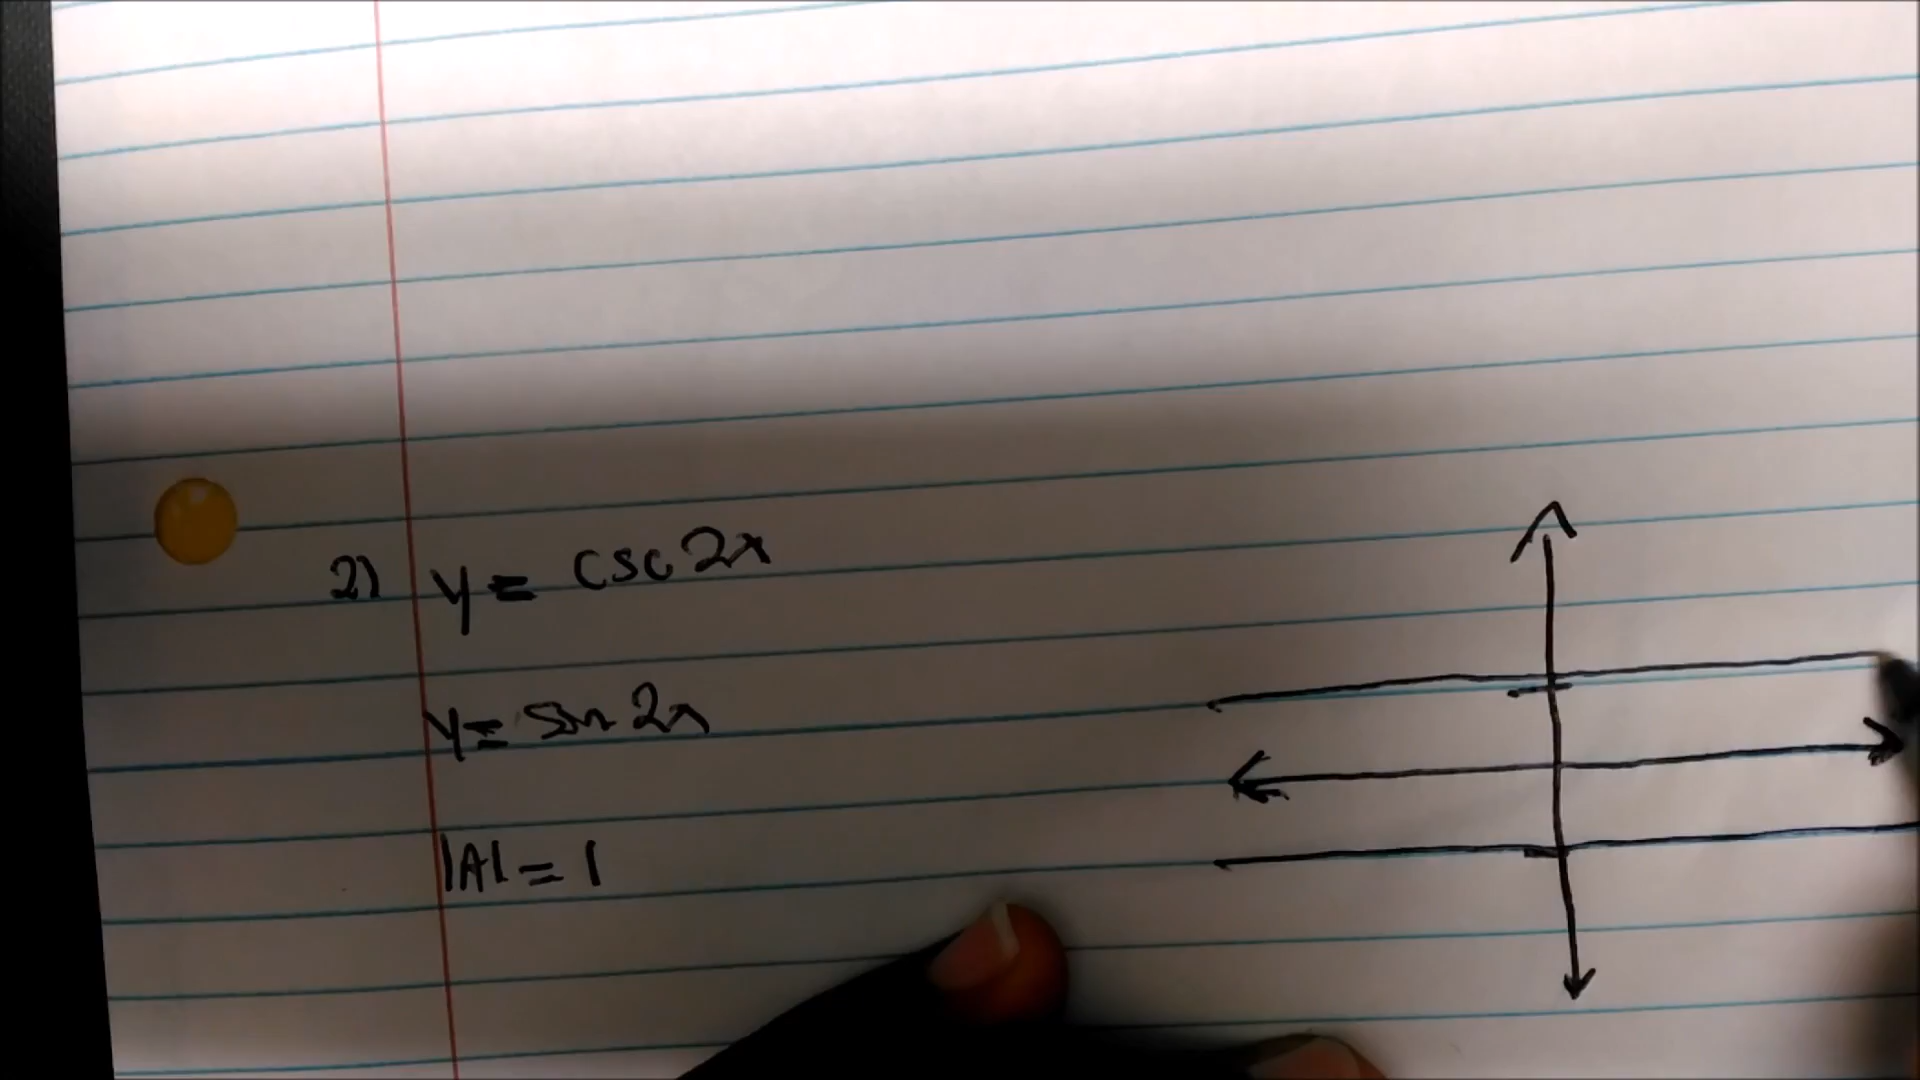 2) y = csc 2x
y = sin 2x
|A| = 1